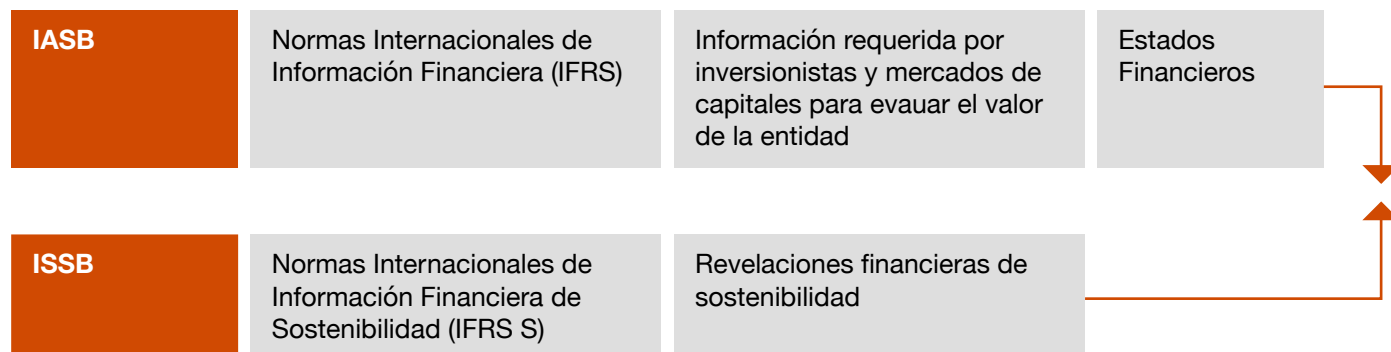 IASB
Normas Internacionales de
Información Financiera (IFRS)
Información requerida por
inversionistas y mercados de
capitales para evauar el valor
de la entidad
Estados
Financieros
ISSB
Normas Internacionales de
Información Financiera de
Sostenibilidad (IFRS S)
Revelaciones financieras de
sostenibilidad